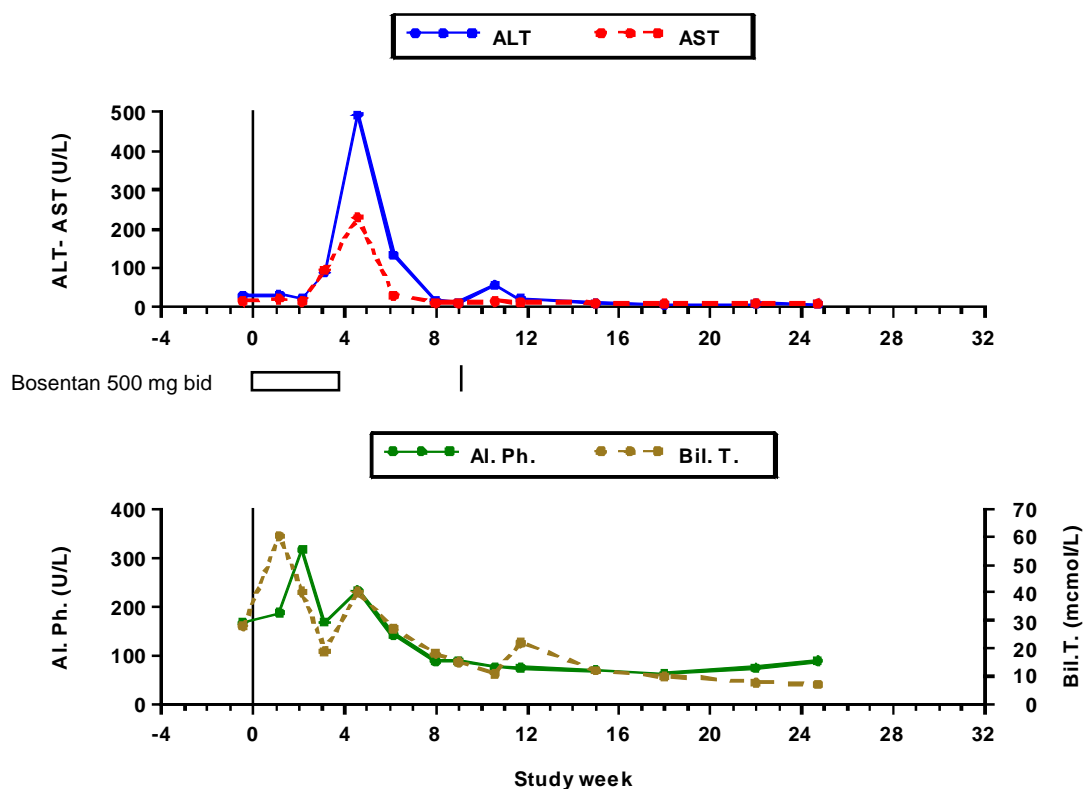 ALT AST
ALT- AST (U/L)
500
400
300
200
100
0
-4 0 4 8 12 16 20 24 28 32
Bosentan 500 mg bid
Al. Ph. Bil. T.
Al. Ph. (U/L)
400
300
200
100
0
70
60
50
40
30
20
10
0
Bil.T. (mcmol/L)
-4 0 4 8 12 16 20 24 28 32
Study week